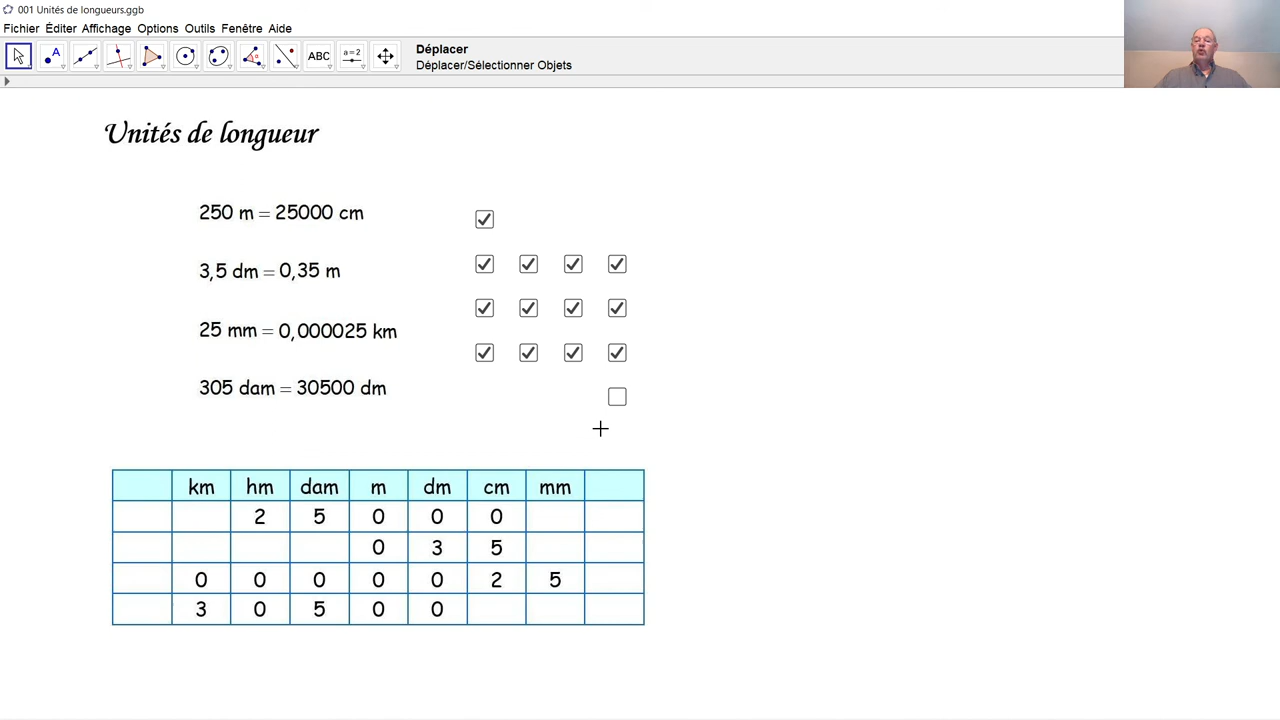 001 Unités de longueurs.ggb
Fichier Éditer Affichage Options Outils Fenêtre Aide
A
ABC
a=2
Déplacer
Déplacer/Sélectionner Objets
Unités de longueur
250 m = 25000 cm
3,5 dm = 0,35 m
25 mm = 0,000025 km
305 dam = 30500 dm
km hm dam m dm cm mm
2 5 0 0 0
0 3 5
0 0 0 0 0 2 5
3 0 5 0 0